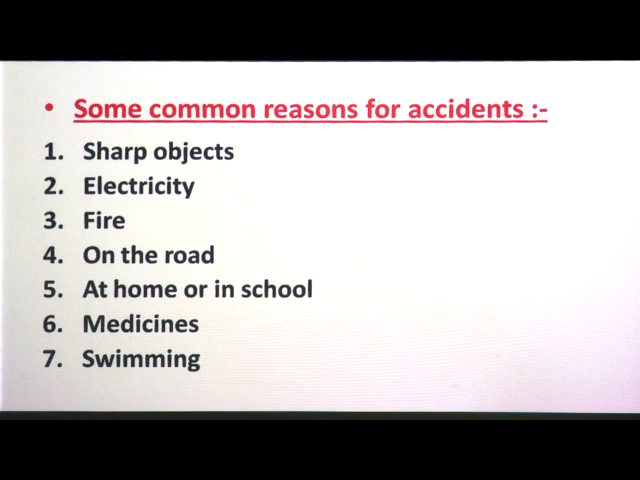 • Some common reasons for accidents :-
1. Sharp objects
2. Electricity
3. Fire
4. On the road
5. At home or in school
6. Medicines
7. Swimming